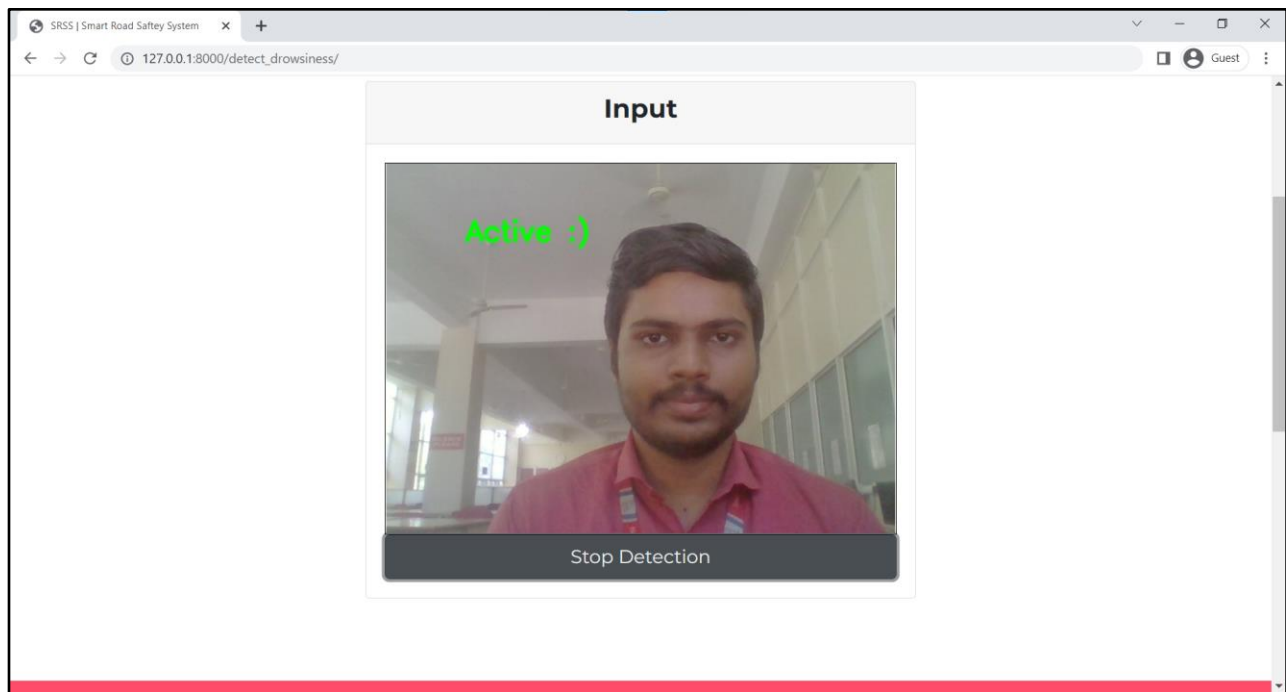 SRSS | Smart Road Saftey System
127.0.0.1:8000/detect_drowsiness/
Guest
Input
Active :)
Stop Detection